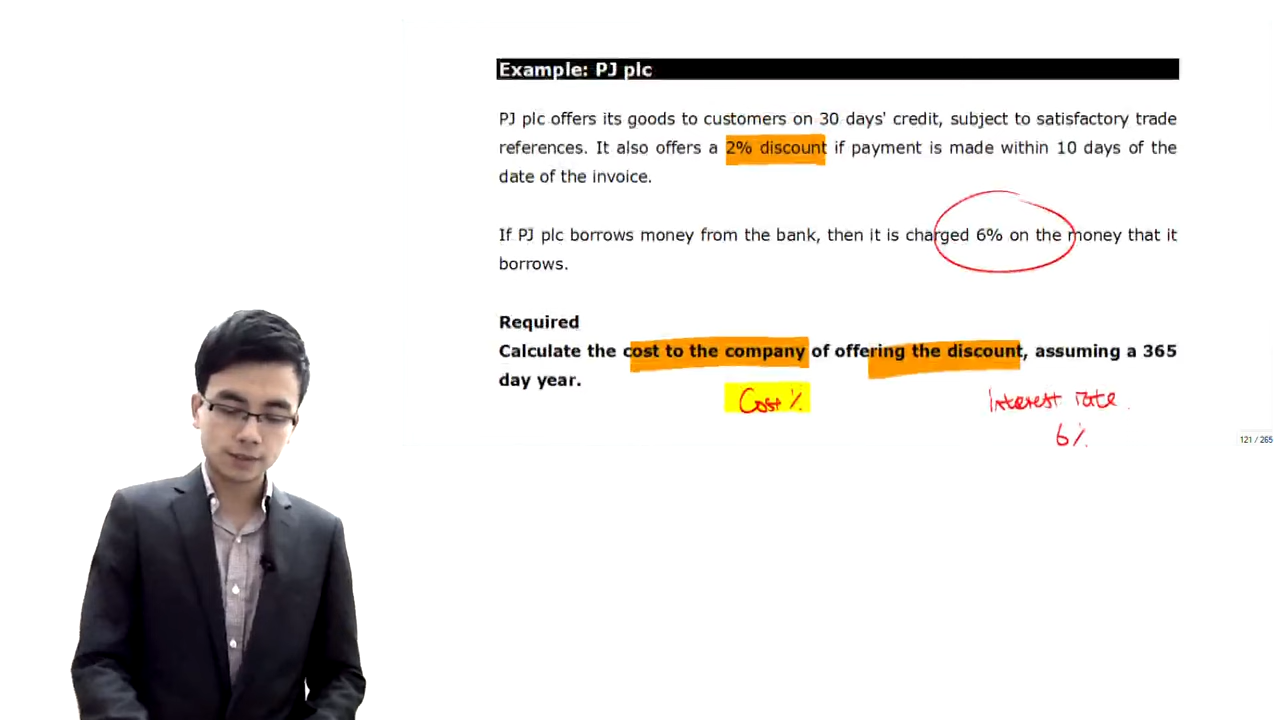 Example: PJ plc
PJ plc offers its goods to customers on 30 days' credit, subject to satisfactory trade
references. It also offers a 2% discount if payment is made within 10 days of the
date of the invoice.
If PJ plc borrows money from the bank, then it is charged 6% on the money that it
borrows.
Required
Calculate the cost to the company of offering the discount, assuming a 365
day year.
Cost %
Interest rate
6%
121 / 265